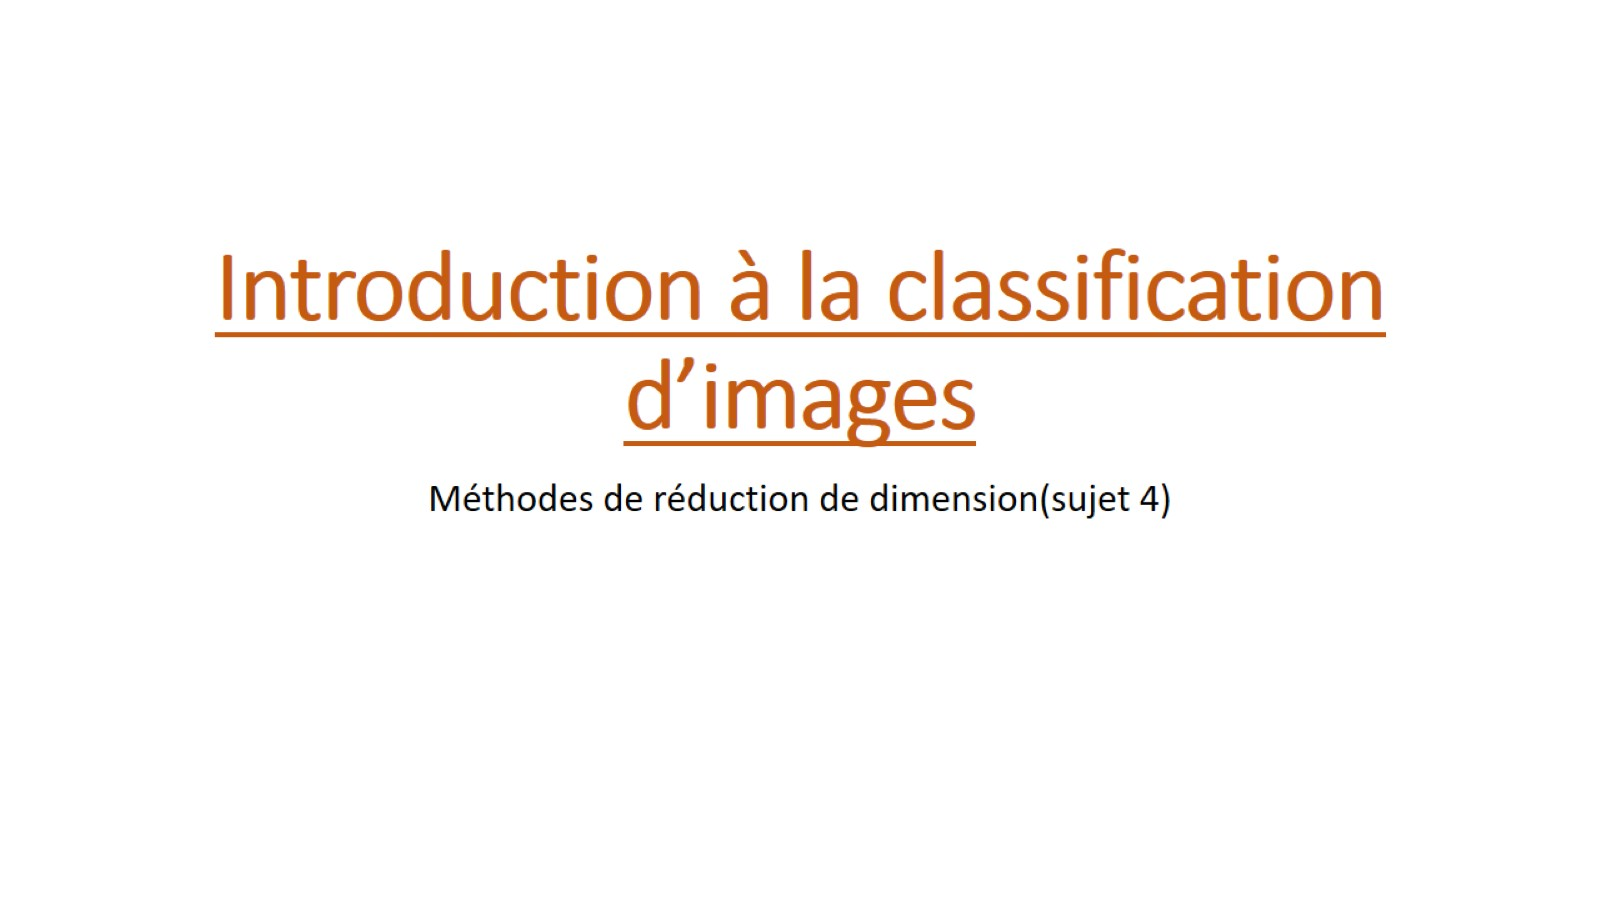 Introduction à la classification
d’images
Méthodes de réduction de dimension(sujet 4)